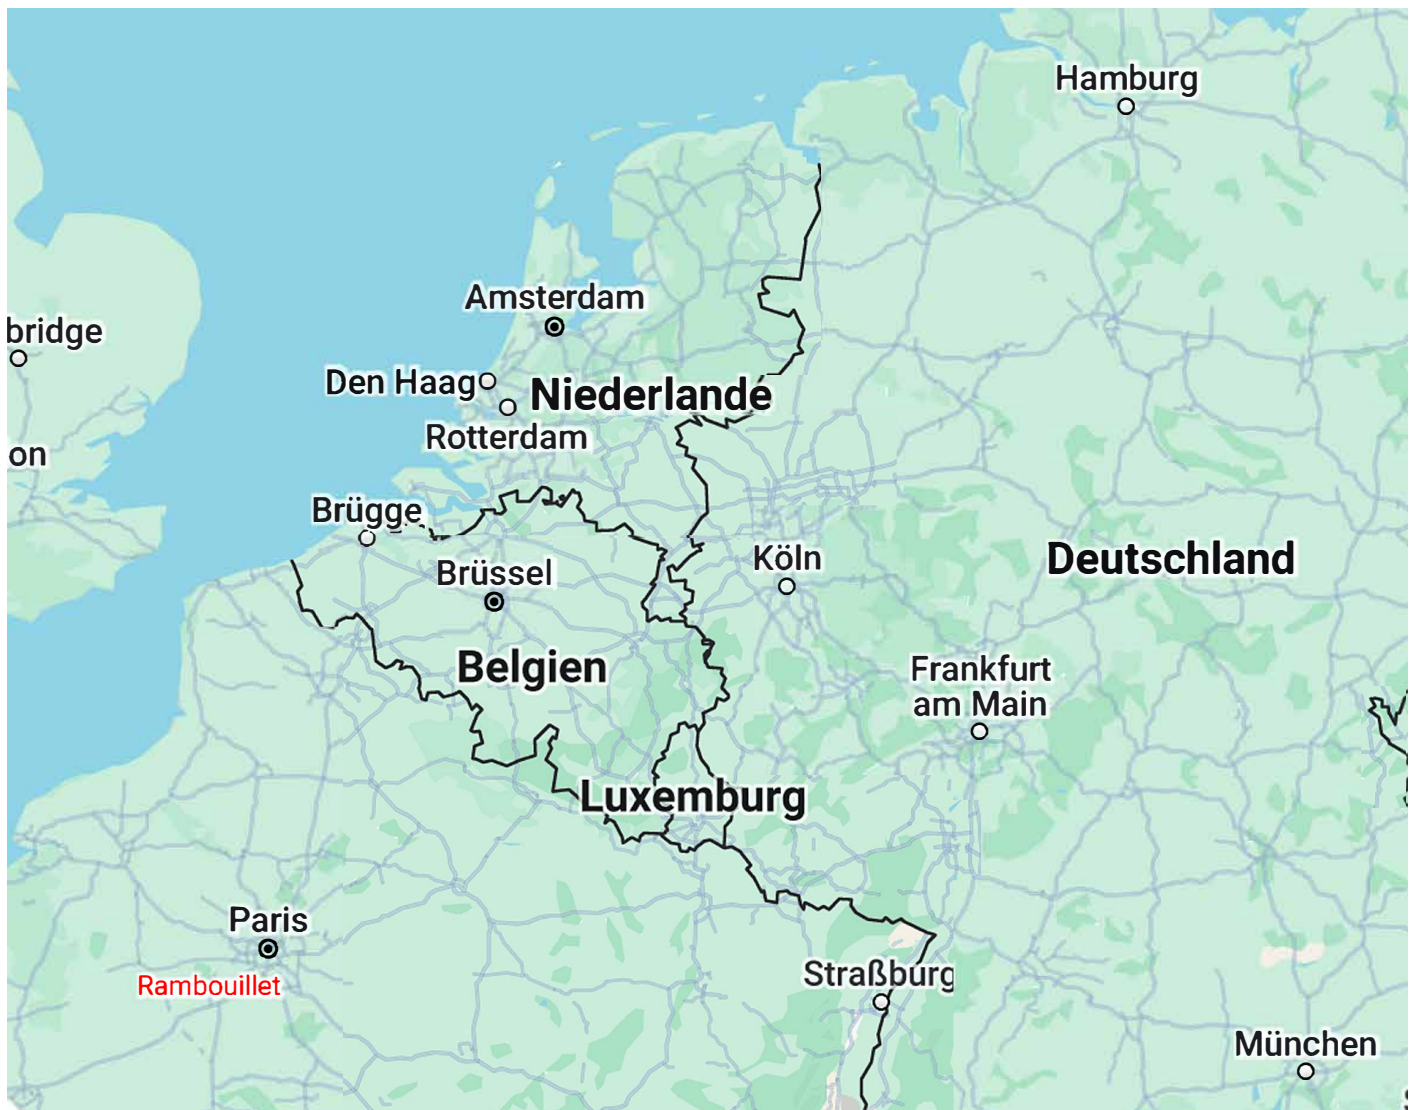 Hamburg
Amsterdam
bridge
Den Haag
Niederlande
Rotterdam
on
Brügge
Köln
Deutschland
Brüssel
Belgien
Frankfurt
am Main
Luxemburg
Paris
Straßburg
Rambouillet
München